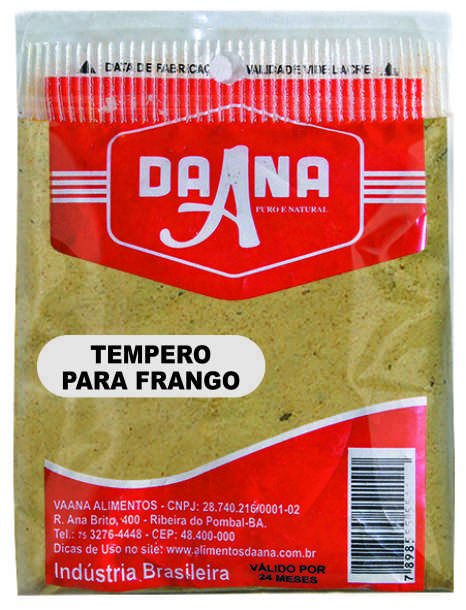 DATA DE FABRICAÇ VALIDADE VIDE LACRE
DAANA
PURO E NATURAL
TEMPERO
PARA FRANGO
VAANA ALIMENTOS - CNPJ: 28.740.216/0001-02
R. Ana Brito, 400 - Ribeira do Pombal-BA.
Tel.: 75 3276-4448 - CEP: 48.400-000
Dicas de Uso no site: www.alimentosdaana.com.br
Indústria Brasileira
VÁLIDO POR
24 MESES